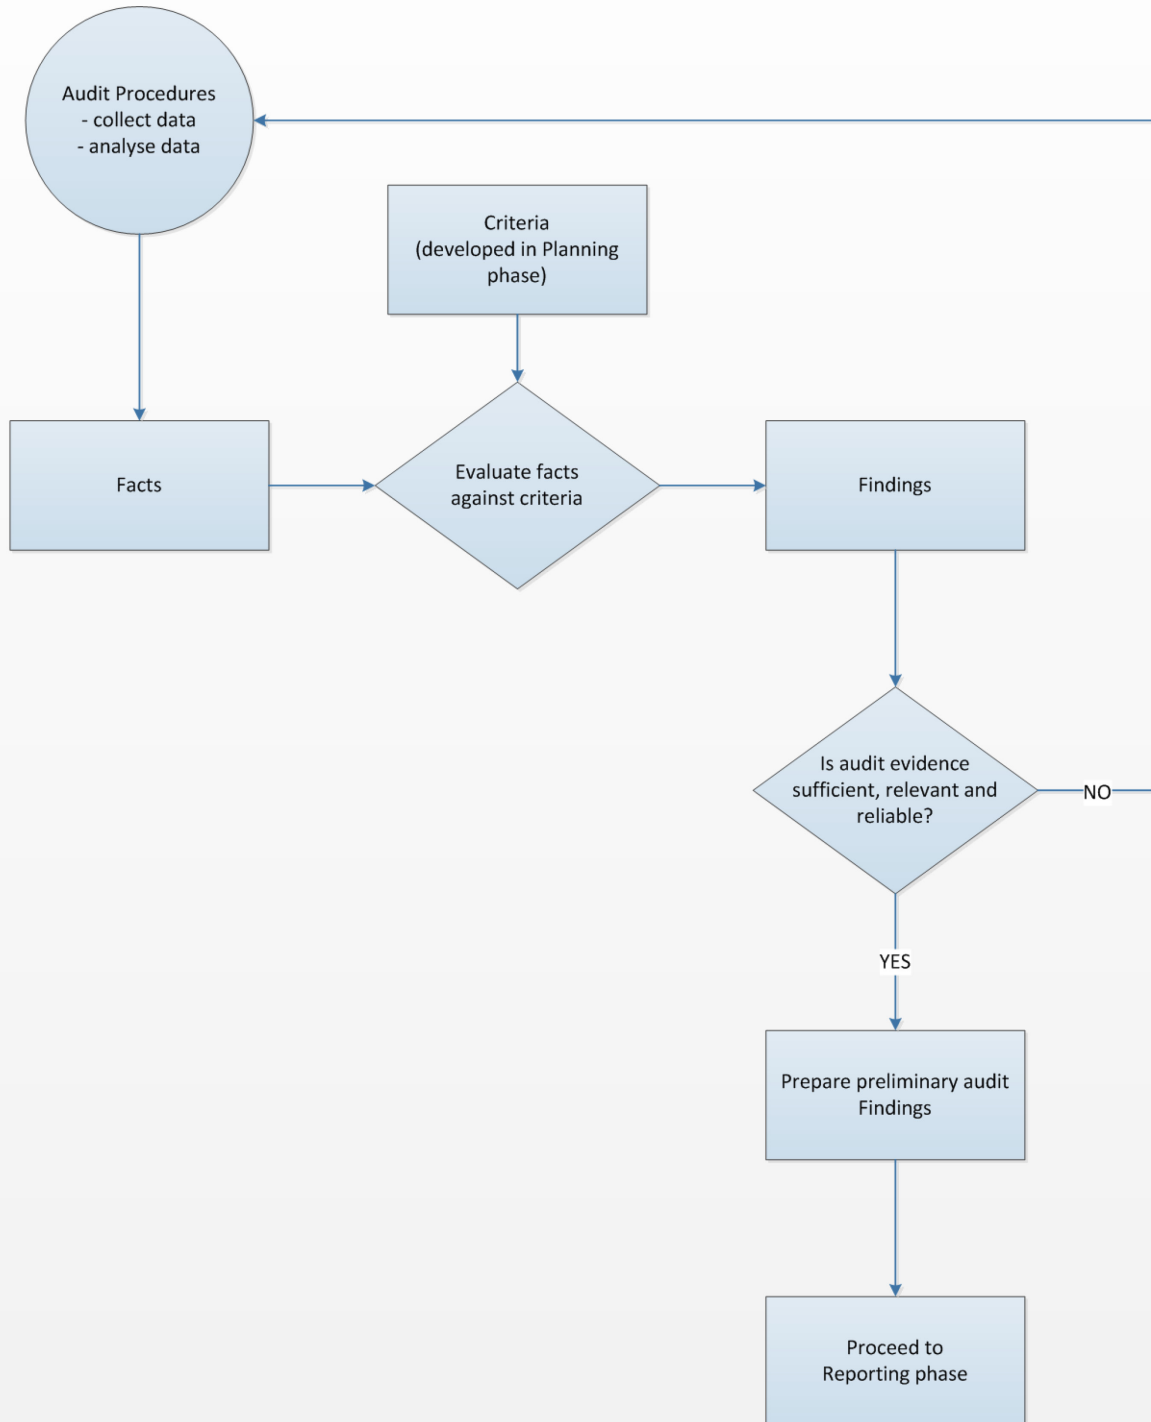 Audit Procedures
- collect data
- analyse data
Criteria
(developed in Planning
phase)
Facts
Evaluate facts
against criteria
Findings
Is audit evidence
sufficient, relevant and
reliable?
NO
YES
Prepare preliminary audit
Findings
Proceed to
Reporting phase